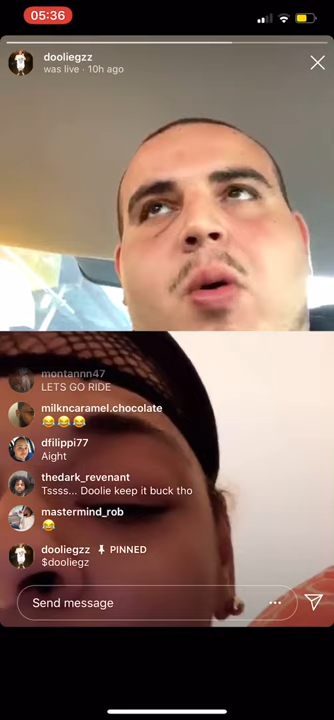 05:36
dooliegzz
was live · 10h ago
montannn47
LETS GO RIDE
milkncaramel.chocolate
😂😂😂
dfilippi77
Aight
thedark_revenant
Tssss... Doolie keep it buck tho
mastermind_rob
😂
dooliegzz PINNED
$dooliegz
Send message